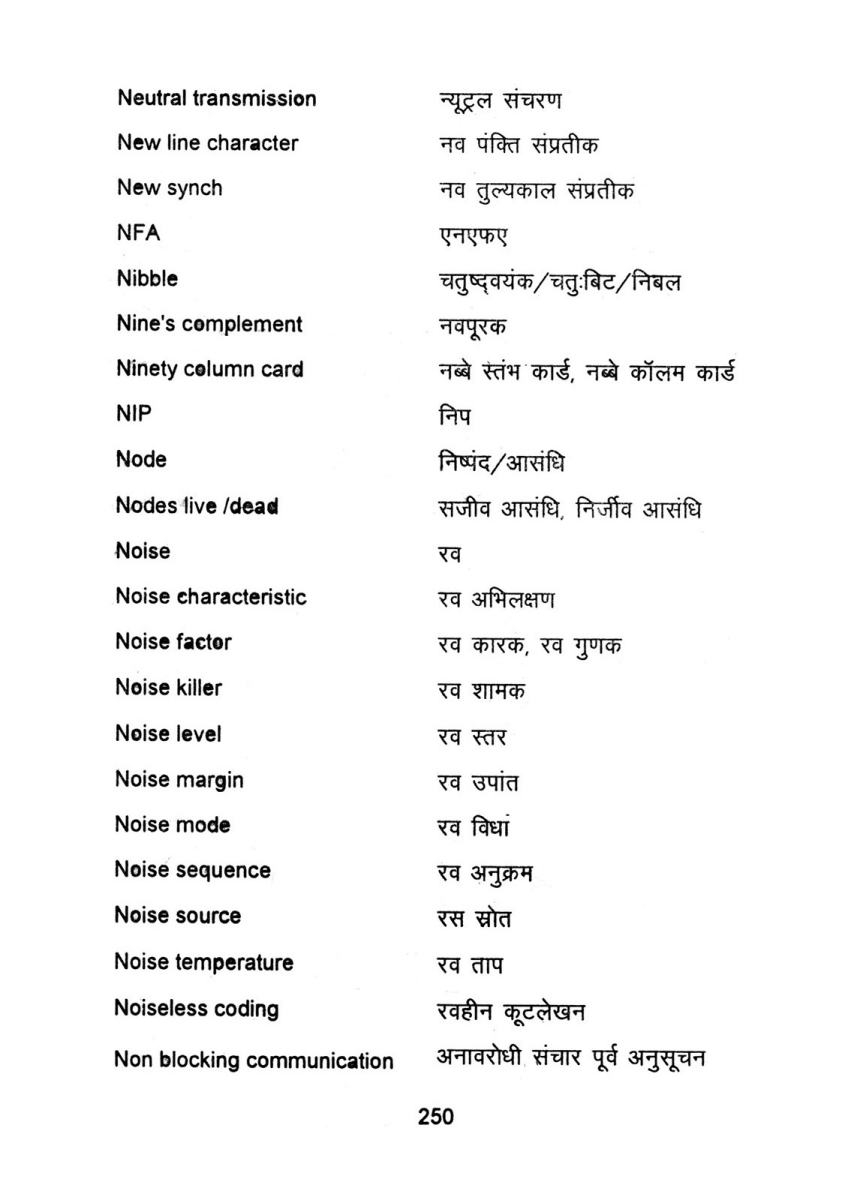 Neutral transmission न्यूट्रल संचरण
New line character नव पंक्ति संप्रतीक
New synch नव तुल्यकाल संप्रतीक
NFA एनएफए
Nibble चतुष्द्वयंक/चतुःबिट/निबल
Nine's complement नवपूरक
Ninety column card नब्बे स्तंभ कार्ड, नब्बे कॉलम कार्ड
NIP निप
Node निष्पंद/आसंधि
Nodes live /dead सजीव आसंधि, निर्जीव आसंधि
Noise रव
Noise characteristic रव अभिलक्षण
Noise factor रव कारक, रव गुणक
Noise killer रव शामक
Noise level रव स्तर
Noise margin रव उपांत
Noise mode रव विधां
Noise sequence रव अनुक्रम
Noise source रस स्रोत
Noise temperature रव ताप
Noiseless coding रवहीन कूटलेखन
Non blocking communication अनावरोधी संचार पूर्व अनुसूचन
250